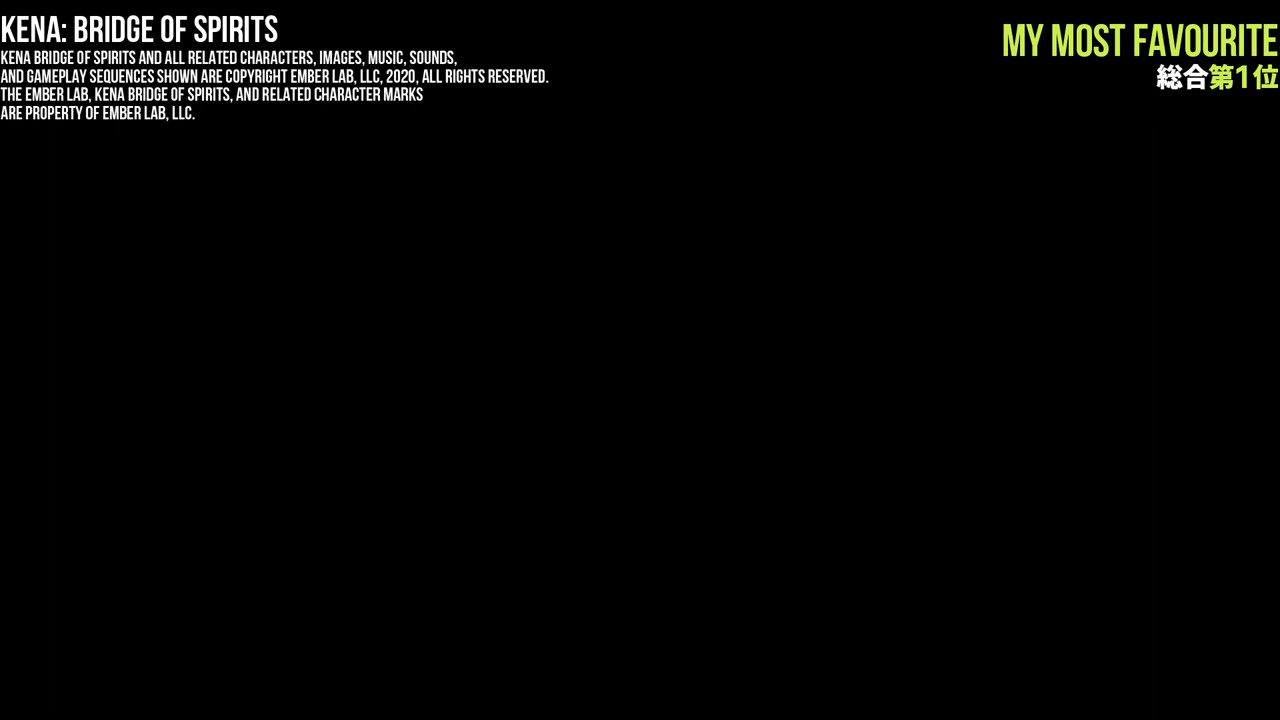 KENA: BRIDGE OF SPIRITS
KENA BRIDGE OF SPIRITS AND ALL RELATED CHARACTERS, IMAGES, MUSIC, SOUNDS,
AND GAMEPLAY SEQUENCES SHOWN ARE COPYRIGHT EMBER LAB, LLC, 2020, ALL RIGHTS RESERVED.
THE EMBER LAB, KENA BRIDGE OF SPIRITS, AND RELATED CHARACTER MARKS
ARE PROPERTY OF EMBER LAB, LLC.
MY MOST FAVOURITE
総合第1位